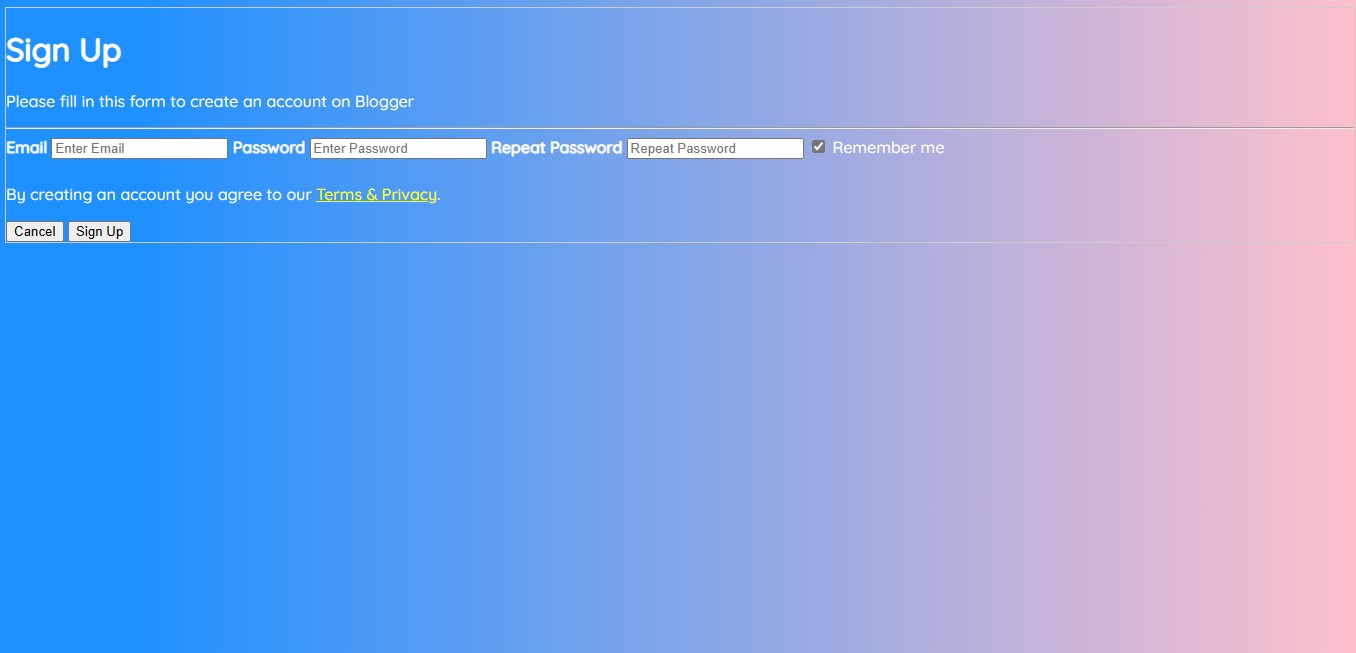 Sign Up
Please fill in this form to create an account on Blogger
Email Enter Email Password Enter Password Repeat Password Repeat Password Remember me
By creating an account you agree to our Terms & Privacy.
Cancel Sign Up